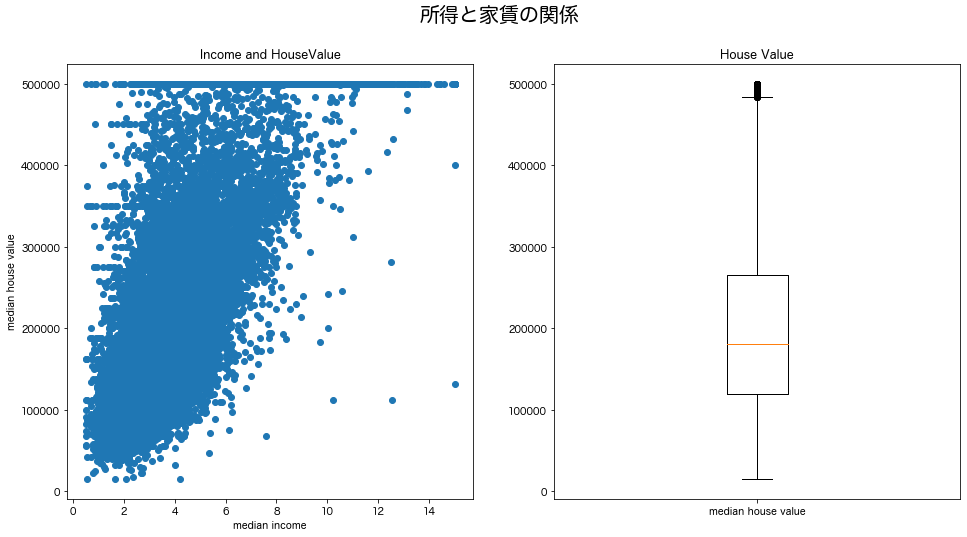 所得と家賃の関係
Income and HouseValue
500000
400000
300000
200000
100000
0
median house value
0 2 4 6 8 10 12 14
median income
House Value
500000
400000
300000
200000
100000
0
median house value